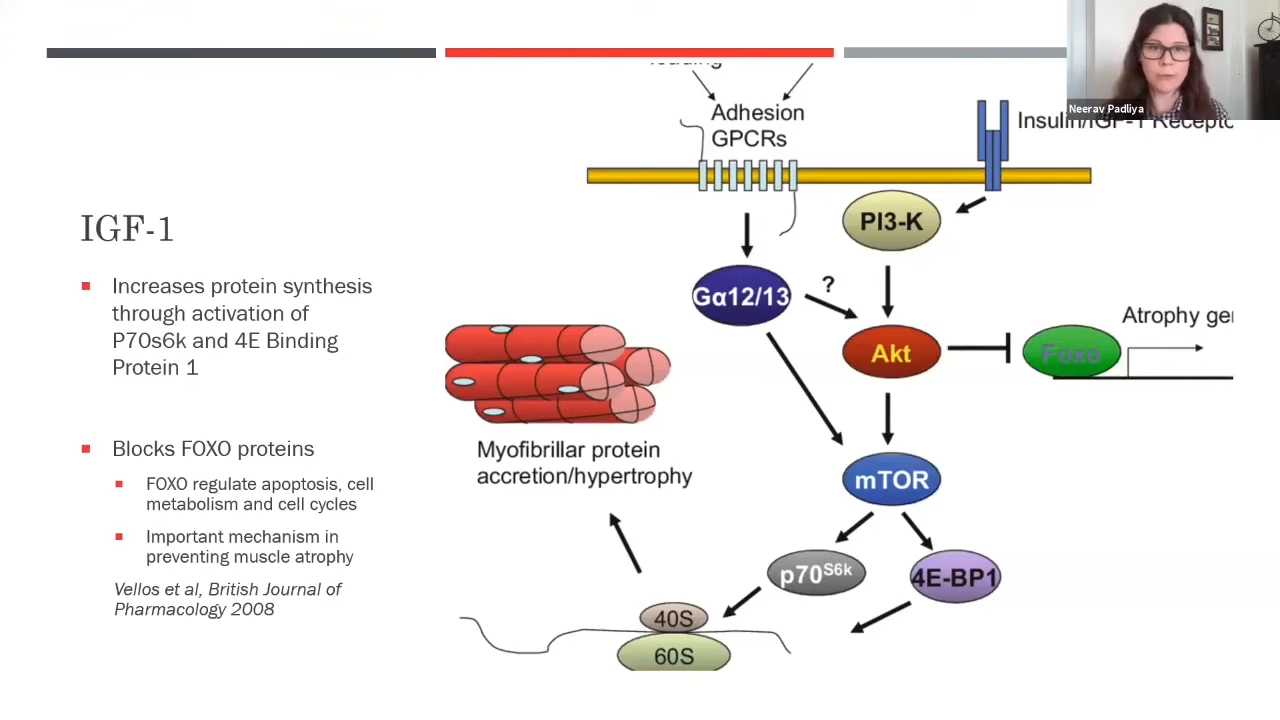 IGF-1
Increases protein synthesis
through activation of
P70s6k and 4E Binding
Protein 1
Blocks FOXO proteins
FOXO regulate apoptosis, cell
metabolism and cell cycles
Important mechanism in
preventing muscle atrophy
Vellos et al, British Journal of
Pharmacology 2008
Adhesion
GPCRs
Neerav Padliya
Insulin/IGF-1 Recepto
PI3-K
Gα12/13
?
Akt
Foxo
Atrophy ge
Myofibrillar protein
accretion/hypertrophy
mTOR
p70S6k
4E-BP1
40S
60S